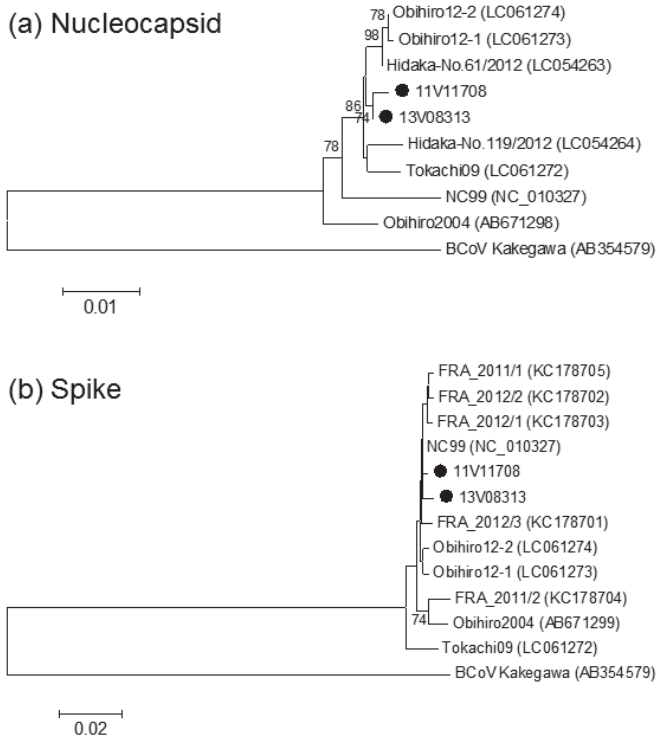 (a) Nucleocapsid
78 Obihiro12-2 (LC061274)
98 Obihiro12-1 (LC061273)
Hidaka-No.61/2012 (LC054263)
11V11708
86
74 13V08313
Hidaka-No.119/2012 (LC054264)
78
Tokachi09 (LC061272)
NC99 (NC_010327)
Obihiro2004 (AB671298)
BCoV Kakegawa (AB354579)
0.01
(b) Spike
FRA_2011/1 (KC178705)
FRA_2012/2 (KC178702)
FRA_2012/1 (KC178703)
NC99 (NC_010327)
11V11708
13V08313
FRA_2012/3 (KC178701)
Obihiro12-2 (LC061274)
Obihiro12-1 (LC061273)
FRA_2011/2 (KC178704)
74 Obihiro2004 (AB671299)
Tokachi09 (LC061272)
BCoV Kakegawa (AB354579)
0.02